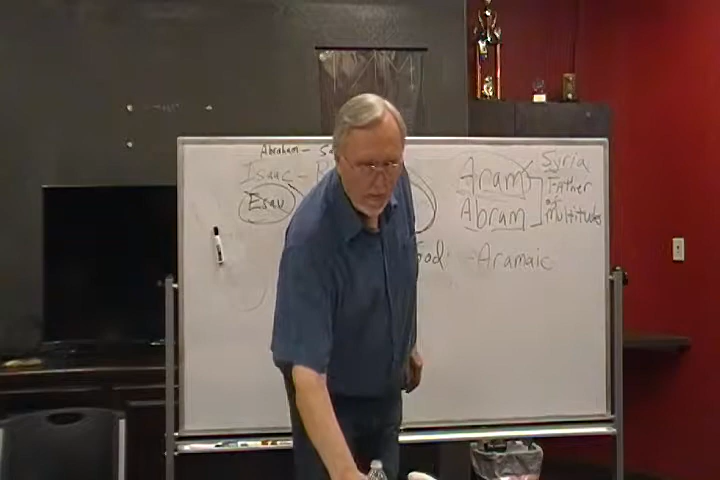 Abraham -
Isaac -
Esau
Aram
Syria
Father
of
Multitudes
Abram
God:
- Aramaic